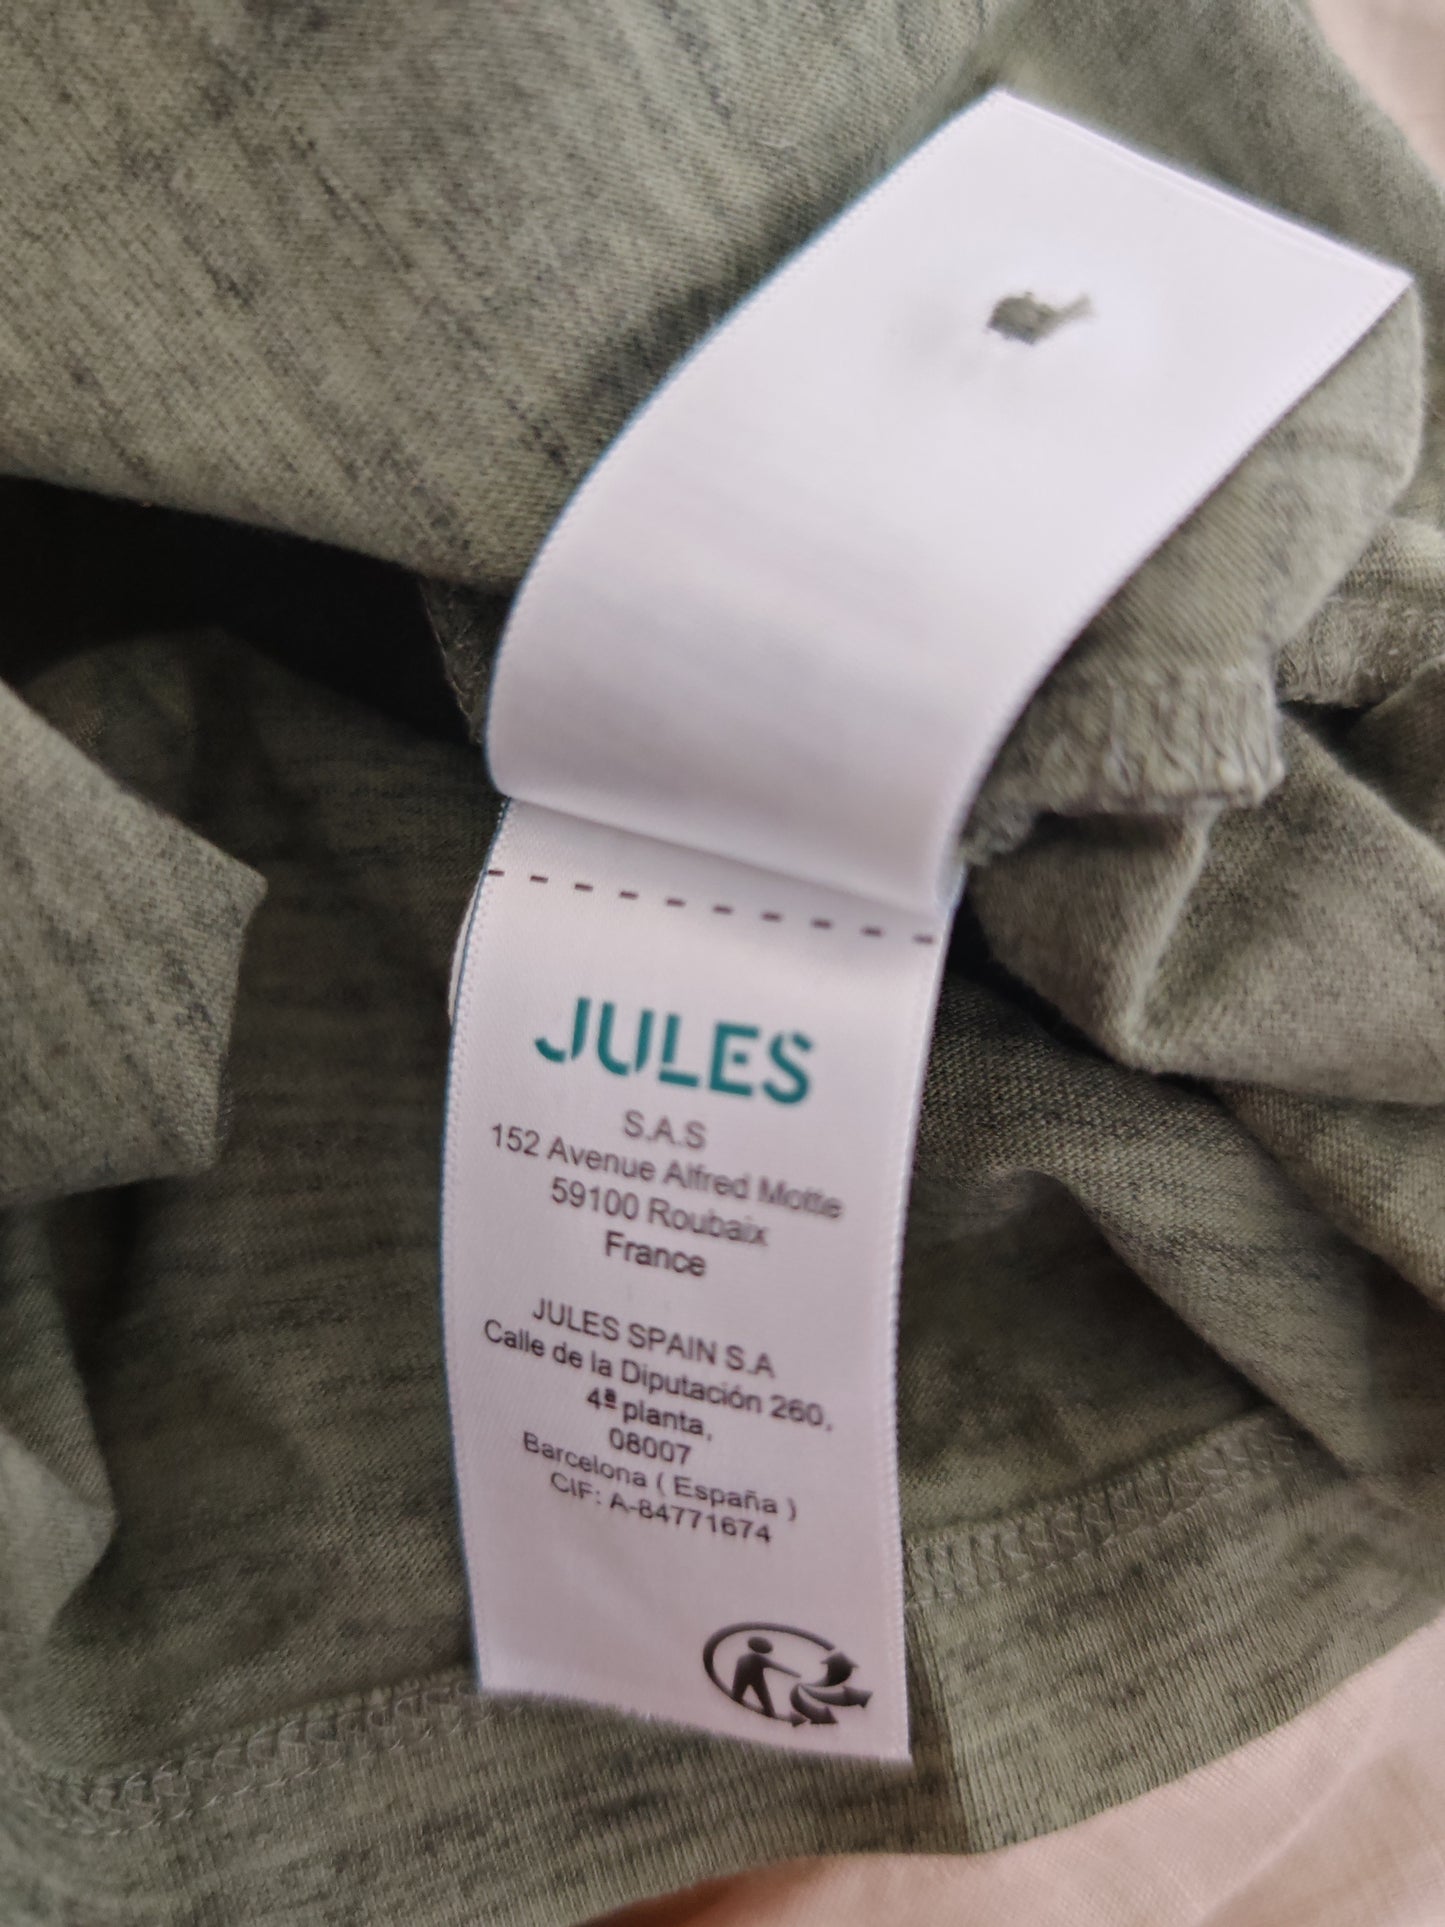 JULES
S.A.S
152 Avenue Alfred Motte
59100 Roubaix
France
JULES SPAIN S.A
Calle de la Diputación 260,
4ª planta,
08007
Barcelona ( España )
CIF: A-84771674